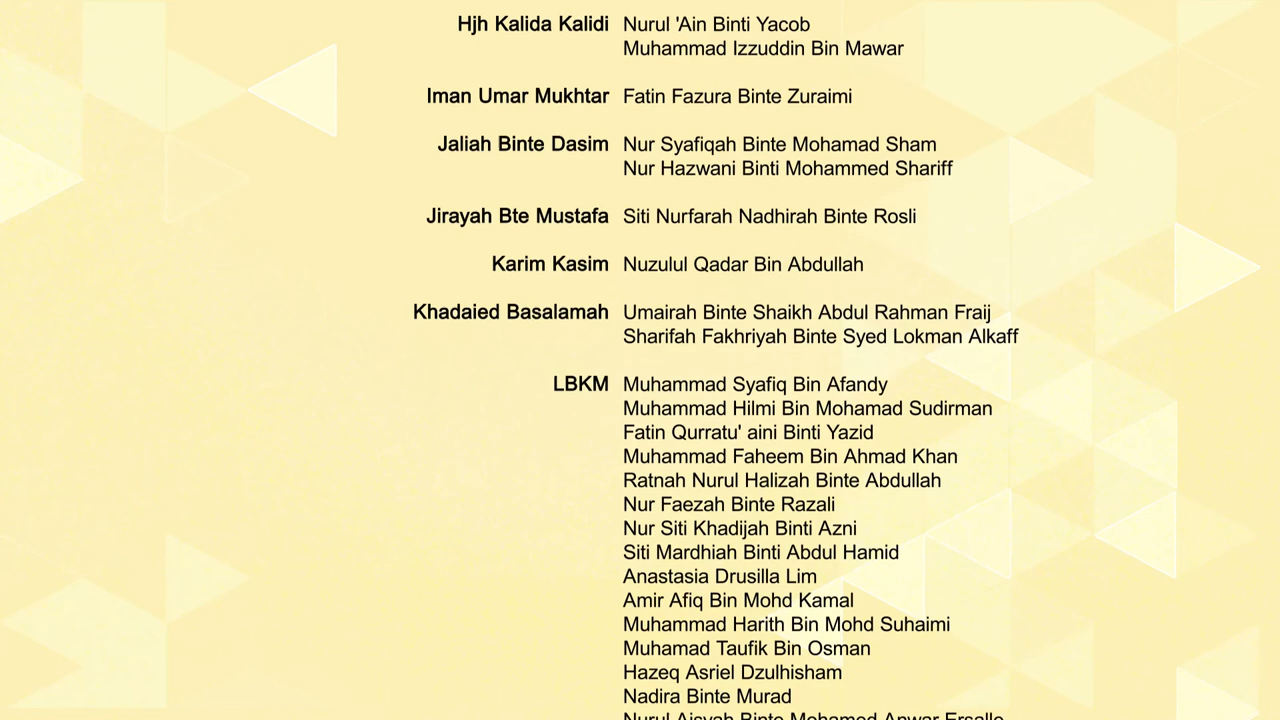 Hjh Kalida Kalidi Nurul 'Ain Binti Yacob
Muhammad Izzuddin Bin Mawar
Iman Umar Mukhtar Fatin Fazura Binte Zuraimi
Jaliah Binte Dasim Nur Syafiqah Binte Mohamad Sham
Nur Hazwani Binti Mohammed Shariff
Jirayah Bte Mustafa Siti Nurfarah Nadhirah Binte Rosli
Karim Kasim Nuzulul Qadar Bin Abdullah
Khadaied Basalamah Umairah Binte Shaikh Abdul Rahman Fraij
Sharifah Fakhriyah Binte Syed Lokman Alkaff
LBKM Muhammad Syafiq Bin Afandy
Muhammad Hilmi Bin Mohamad Sudirman
Fatin Qurratu' aini Binti Yazid
Muhammad Faheem Bin Ahmad Khan
Ratnah Nurul Halizah Binte Abdullah
Nur Faezah Binte Razali
Nur Siti Khadijah Binti Azni
Siti Mardhiah Binti Abdul Hamid
Anastasia Drusilla Lim
Amir Afiq Bin Mohd Kamal
Muhammad Harith Bin Mohd Suhaimi
Muhamad Taufik Bin Osman
Hazeq Asriel Dzulhisham
Nadira Binte Murad
Nurul Aisyah Binte Mohamed Anwar Ersalle